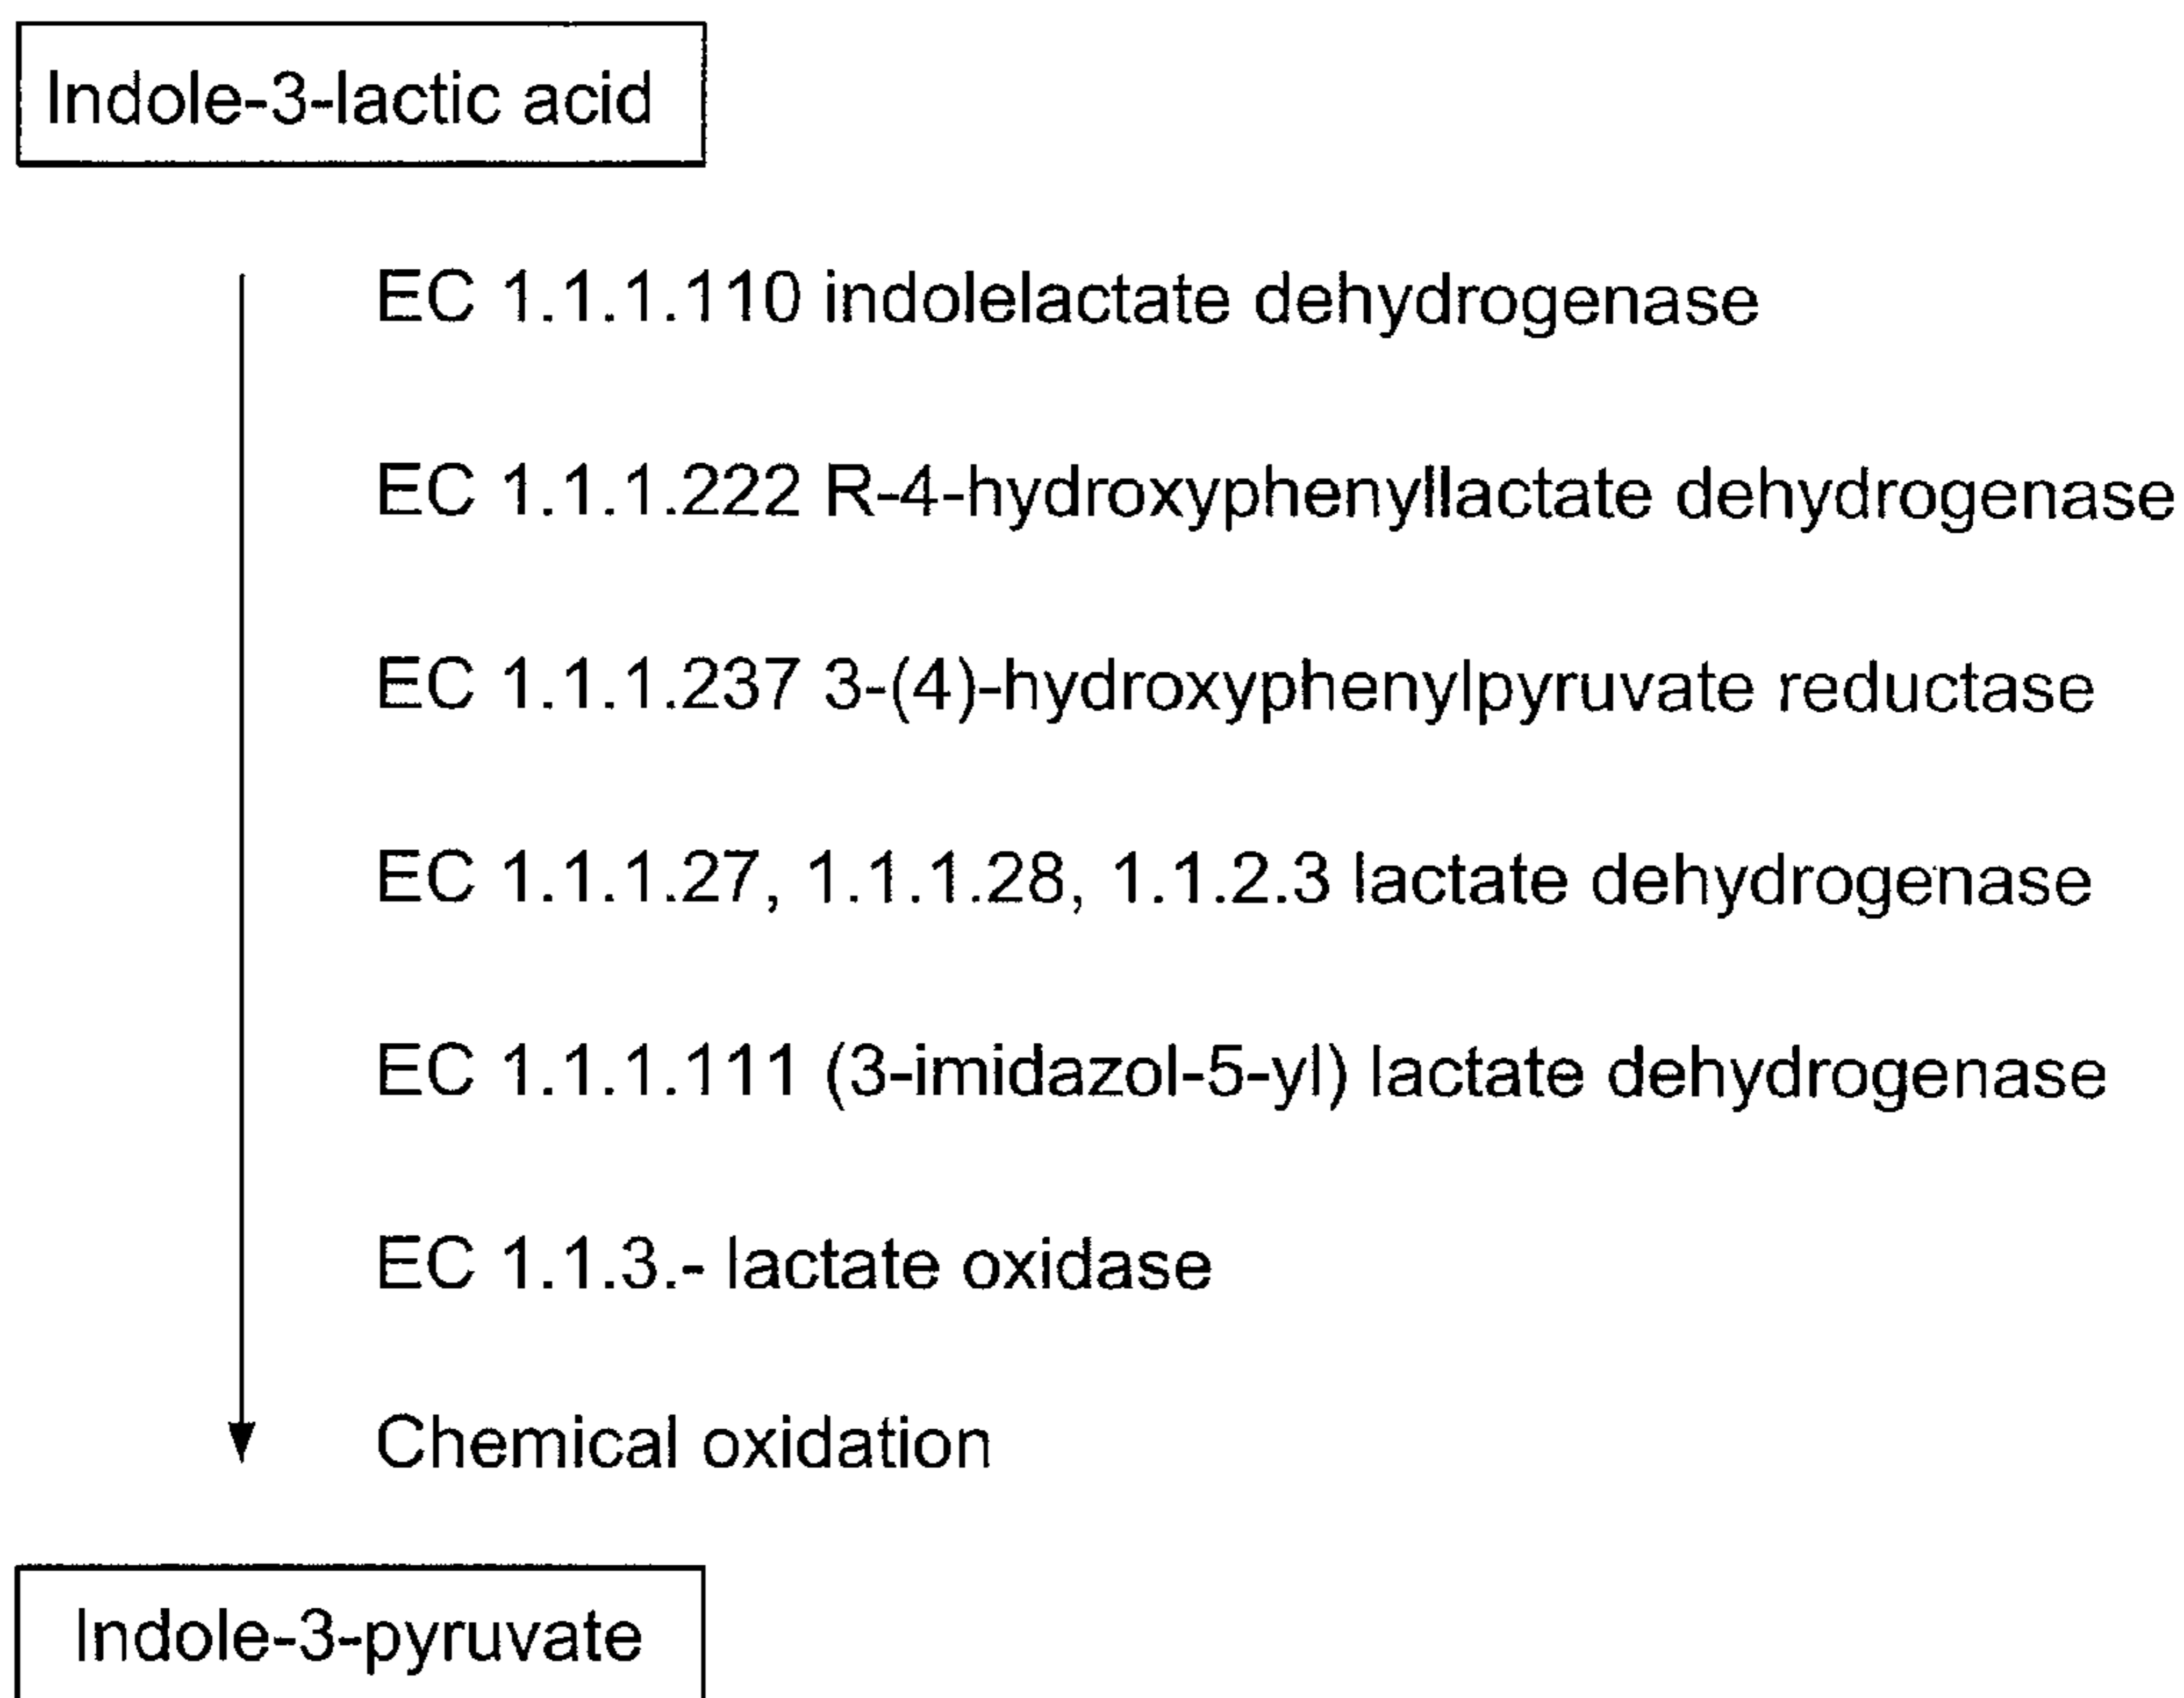 Indole-3-lactic acid
EC 1.1.1.110 indolelactate dehydrogenase
EC 1.1.1.222 R-4-hydroxyphenyllactate dehydrogenase
EC 1.1.1.237 3-(4)-hydroxyphenylpyruvate reductase
EC 1.1.1.27, 1.1.1.28, 1.1.2.3 lactate dehydrogenase
EC 1.1.1.111 (3-imidazol-5-yl) lactate dehydrogenase
EC 1.1.3.- lactate oxidase
Chemical oxidation
Indole-3-pyruvate